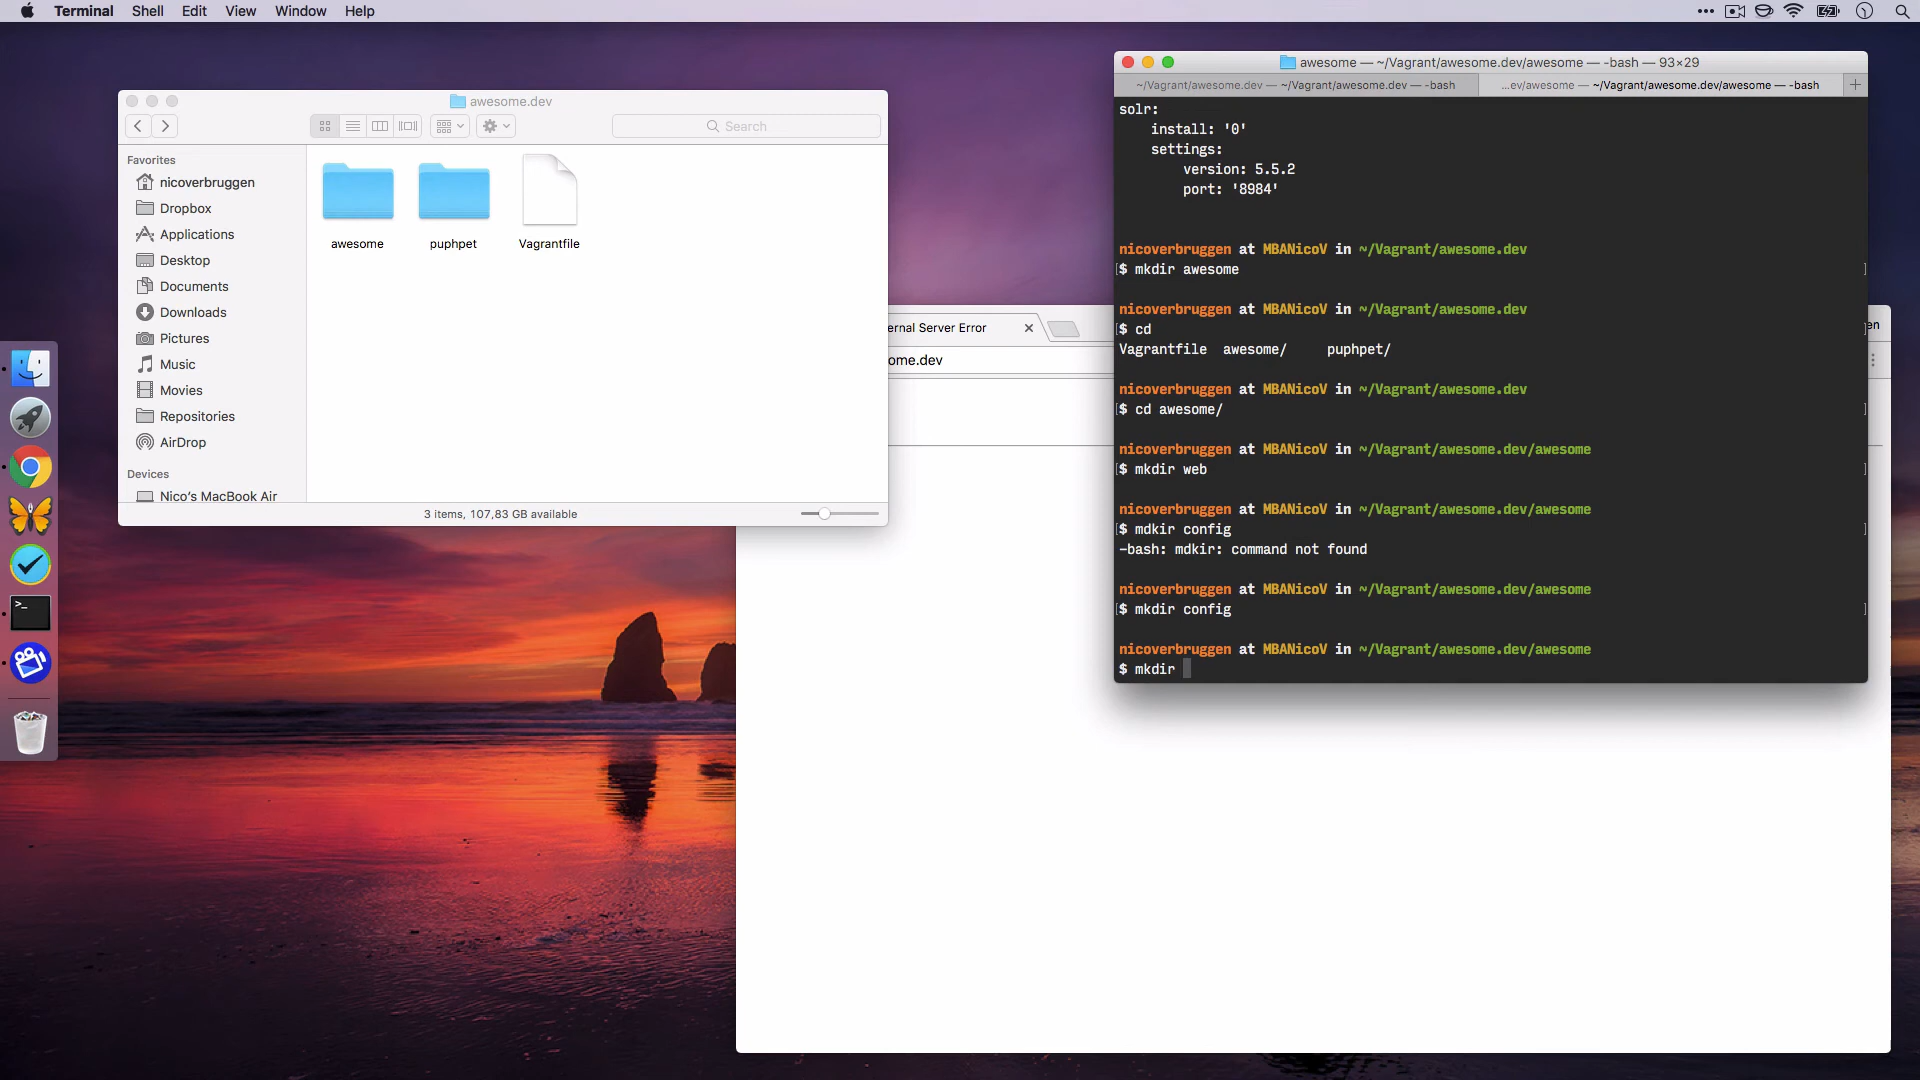 Terminal Shell Edit View Window Help
awesome.dev
Search
Favorites
nicoverbruggen
Dropbox
Applications
Desktop
Documents
Downloads
Pictures
Music
Movies
Repositories
AirDrop
Devices
Nico's MacBook Air
awesome
puphpet
Vagrantfile
3 items, 107,83 GB available
ernal Server Error
en
ome.dev
awesome — ~/Vagrant/awesome.dev/awesome — -bash — 93×29
~/Vagrant/awesome.dev — ~/Vagrant/awesome.dev — -bash
...ev/awesome — ~/Vagrant/awesome.dev/awesome — -bash
solr:
install: '0'
settings:
version: 5.5.2
port: '8984'
nicoverbruggen at MBANicoV in ~/Vagrant/awesome.dev
[$ mkdir awesome ]
nicoverbruggen at MBANicoV in ~/Vagrant/awesome.dev
[$ cd ]
Vagrantfile awesome/ puphpet/
nicoverbruggen at MBANicoV in ~/Vagrant/awesome.dev
[$ cd awesome/ ]
nicoverbruggen at MBANicoV in ~/Vagrant/awesome.dev/awesome
[$ mkdir web ]
nicoverbruggen at MBANicoV in ~/Vagrant/awesome.dev/awesome
[$ mdkir config ]
-bash: mdkir: command not found
nicoverbruggen at MBANicoV in ~/Vagrant/awesome.dev/awesome
[$ mkdir config ]
nicoverbruggen at MBANicoV in ~/Vagrant/awesome.dev/awesome
$ mkdir